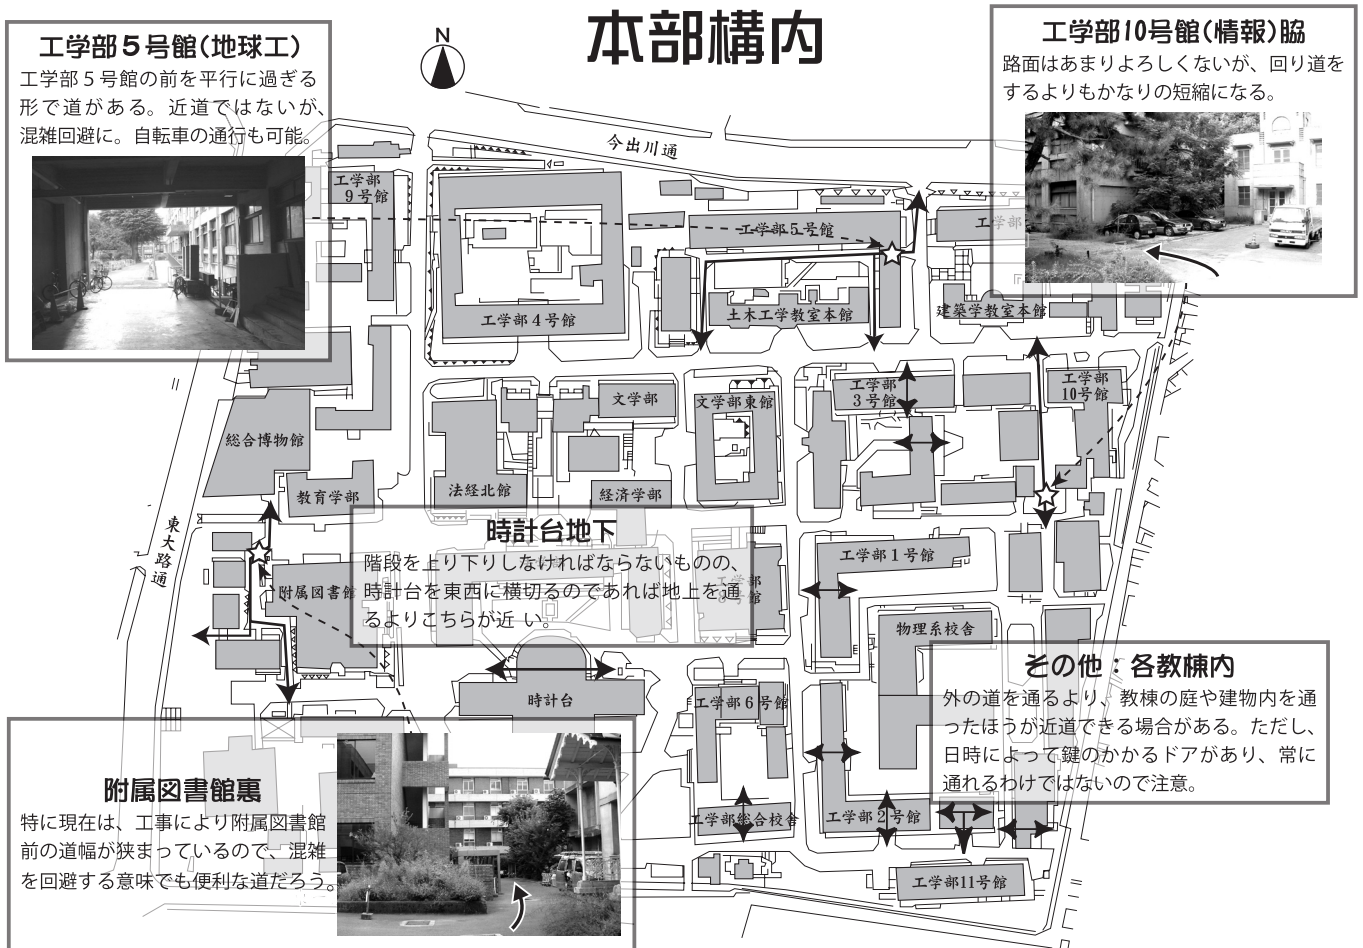 本部構内
工学部5号館(地球工)
工学部5号館の前を平行に過ぎる
形で道がある。近道ではないが、
混雑回避に。自転車の通行も可能。
N
工学部10号館(情報)脇
路面はあまりよろしくないが、回り道を
するよりもかなりの短縮になる。
今出川通
工学部
9号館
工学部5号館
工学部
工学部4号館
土木工学教室本館
建築学教室本館
文学部
文学部東館
工学部
3号館
工学部
10号館
総合博物館
教育学部
法経北館
経済学部
東大路通
時計台地下
階段を上り下りしなければならないものの、
時計台を東西に横切るのであれば地上を通
るよりこちらが近 い。
工学部
8号館
工学部1号館
附属図書館
物理系校舎
時計台
工学部6号館
その他:各教棟内
外の道を通るより、教棟の庭や建物内を通
ったほうが近道できる場合がある。ただし、
日時によって鍵のかかるドアがあり、常に
通れるわけではないので注意。
附属図書館裏
特に現在は、工事により附属図書館
前の道幅が狭まっているので、混雑
を回避する意味でも便利な道だろう。
工学部総合校舎
工学部2号館
工学部11号館